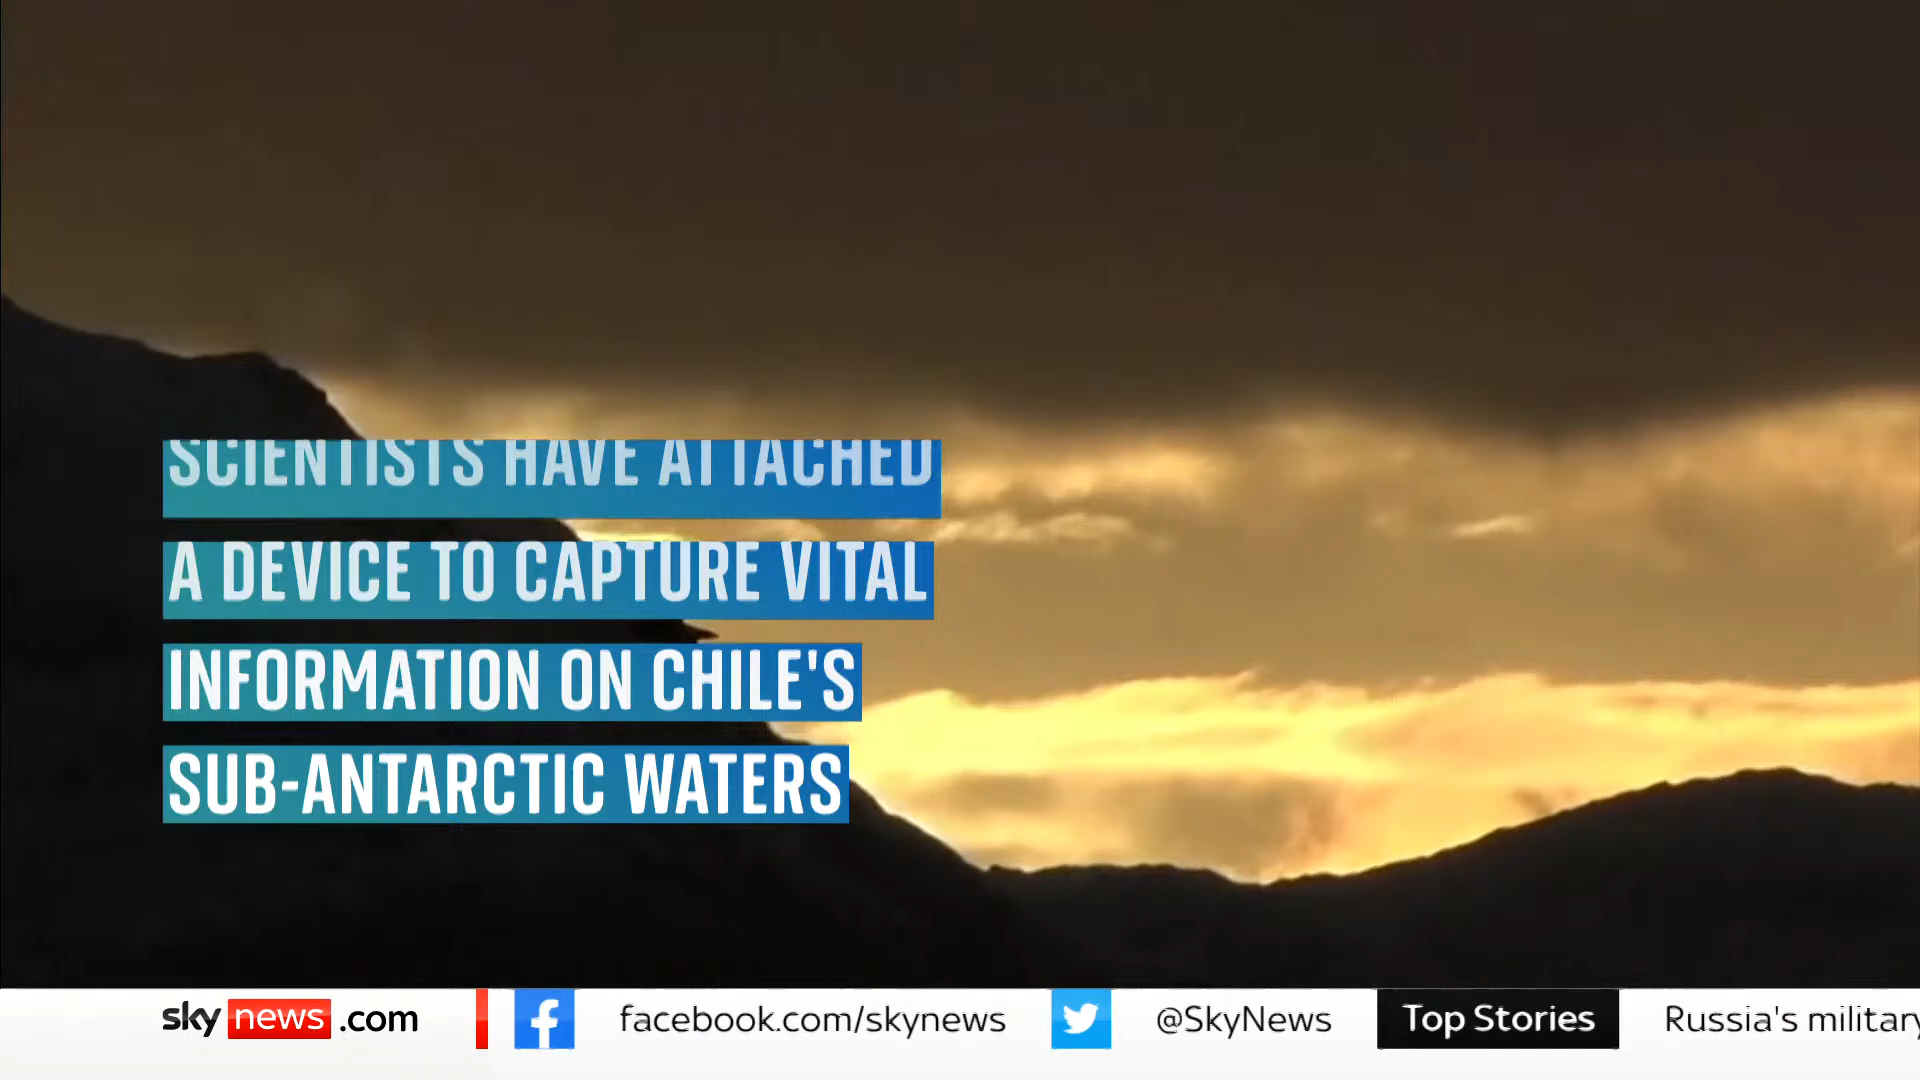 SCIENTISTS HAVE ATTACHED
A DEVICE TO CAPTURE VITAL
INFORMATION ON CHILE'S
SUB-ANTARCTIC WATERS
sky news .com facebook.com/skynews @SkyNews Top Stories Russia's military